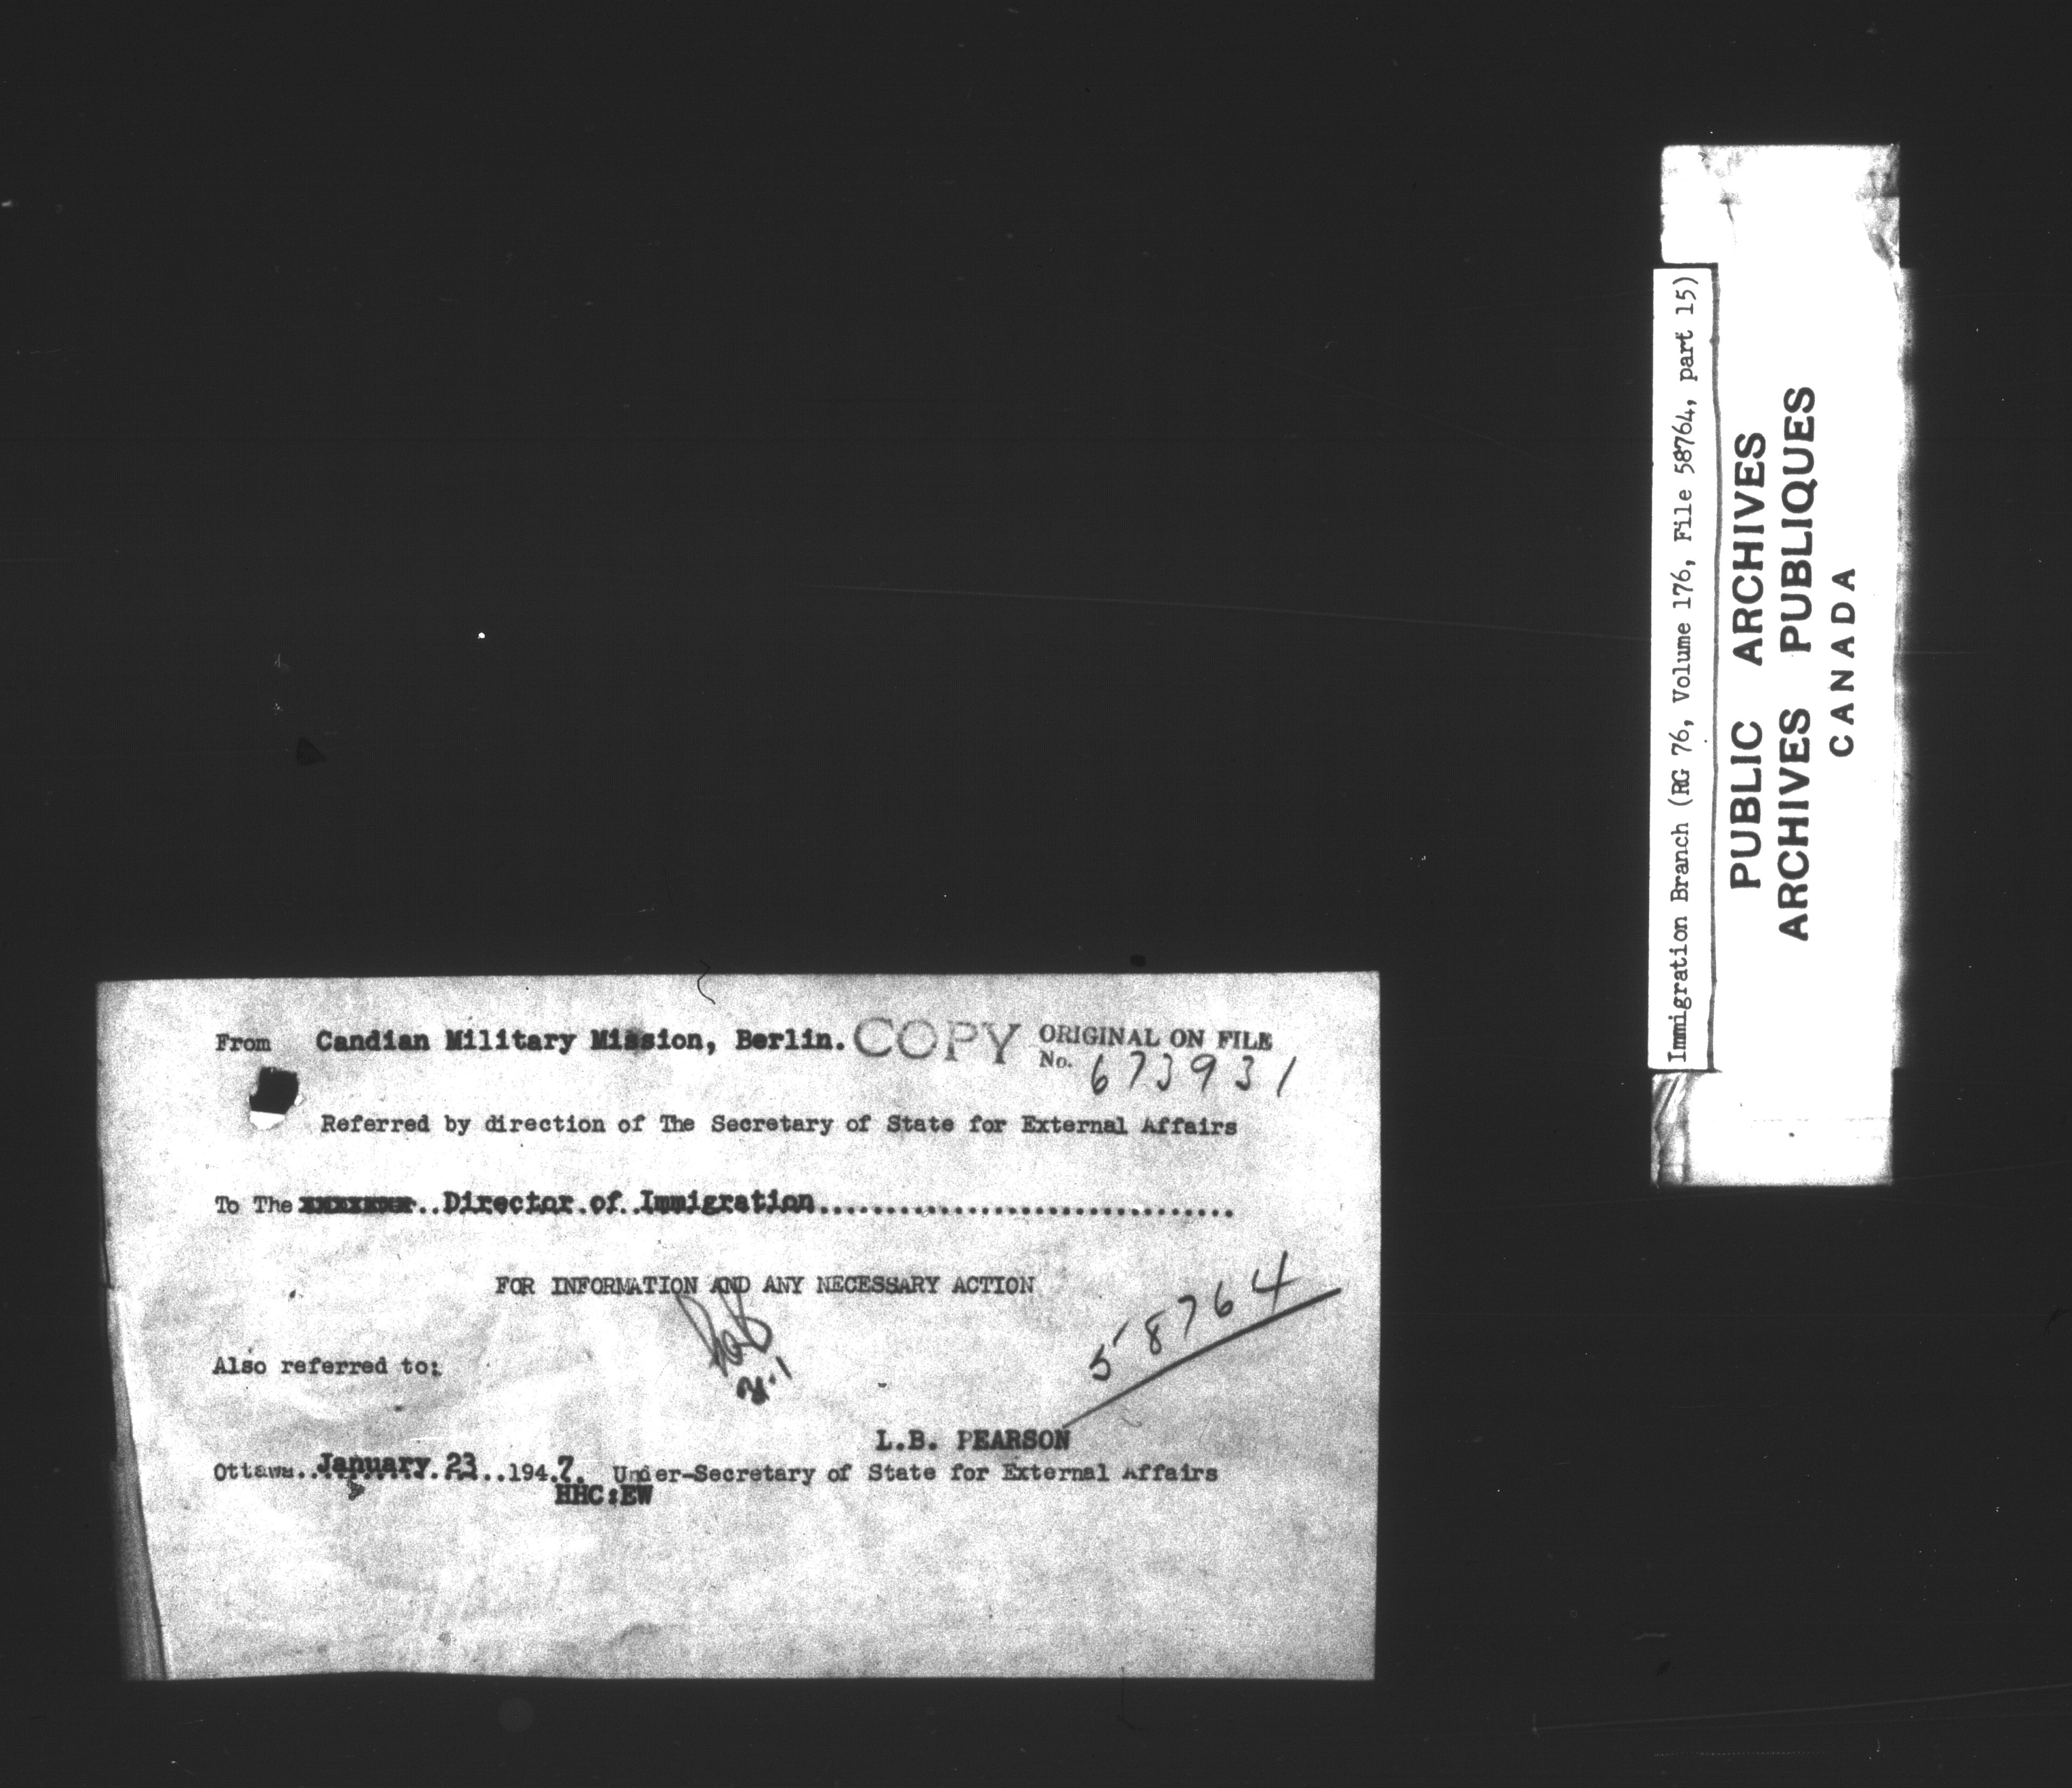 From Candian Military Mission, Berlin. COPY ORIGINAL ON FILE
No. 673931
Referred by direction of The Secretary of State for External Affairs
To The ..Director.of.Immigration...............................
FOR INFORMATION AND ANY NECESSARY ACTION
58764
Also referred to:
L.B. PEARSON
Ottawa..January.23..1947. Under-Secretary of State for External Affairs
HHC:EW
Immigration Branch (RG 76, Volume 176, File 58764, part 15)
PUBLIC ARCHIVES
ARCHIVES PUBLIQUES
CANADA